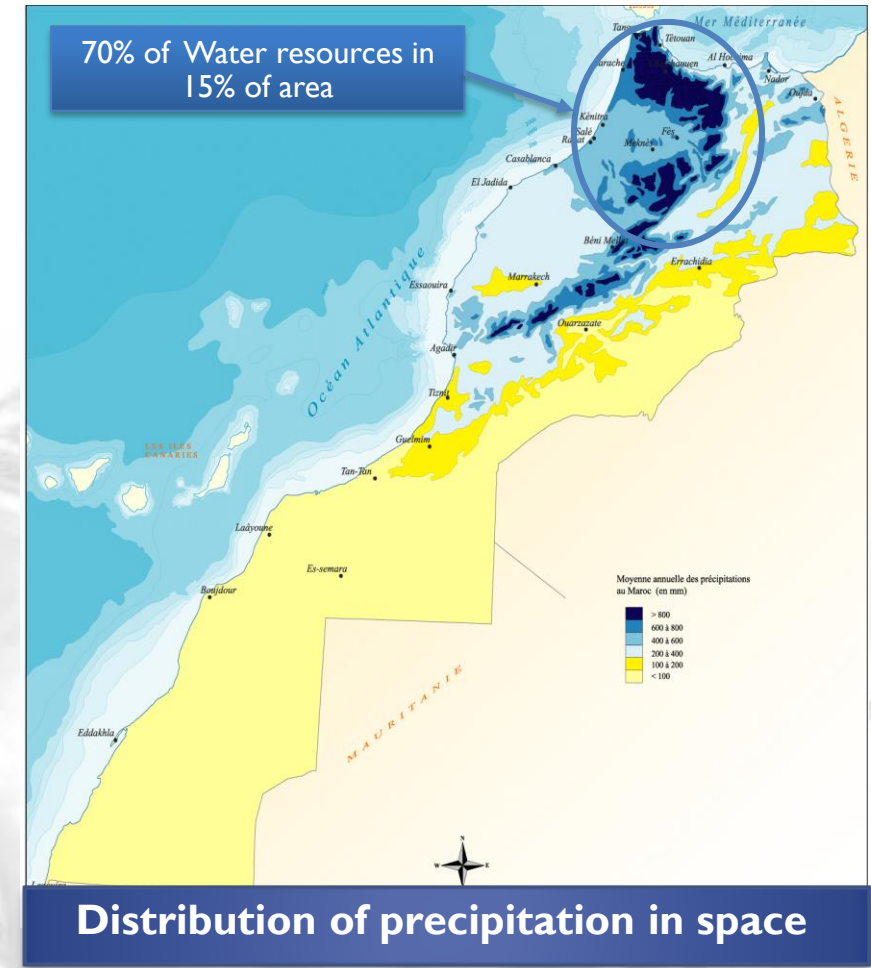 70% of Water resources in
15% of area
Mer Méditerranée
Tétouan
Al Hoceima
Nador
Oujda
ALGERIE
Kénitra
Salé
Rabat
Fès
Meknès
Casablanca
El Jadida
Béni Mellal
Errachidia
Océan Atlantique
Essaouira
Marrakech
Ouarzazate
Agadir
Tiznit
LES ILES
CANARIES
Guelmim
Tan-Tan
Laâyoune
Es-semara
Boujdour
Moyenne annuelle des précipitations
au Maroc (en mm)
> 800
600 à 800
400 à 600
200 à 400
100 à 200
< 100
MAURITANIE
Eddakhla
N
W E
Distribution of precipitation in space